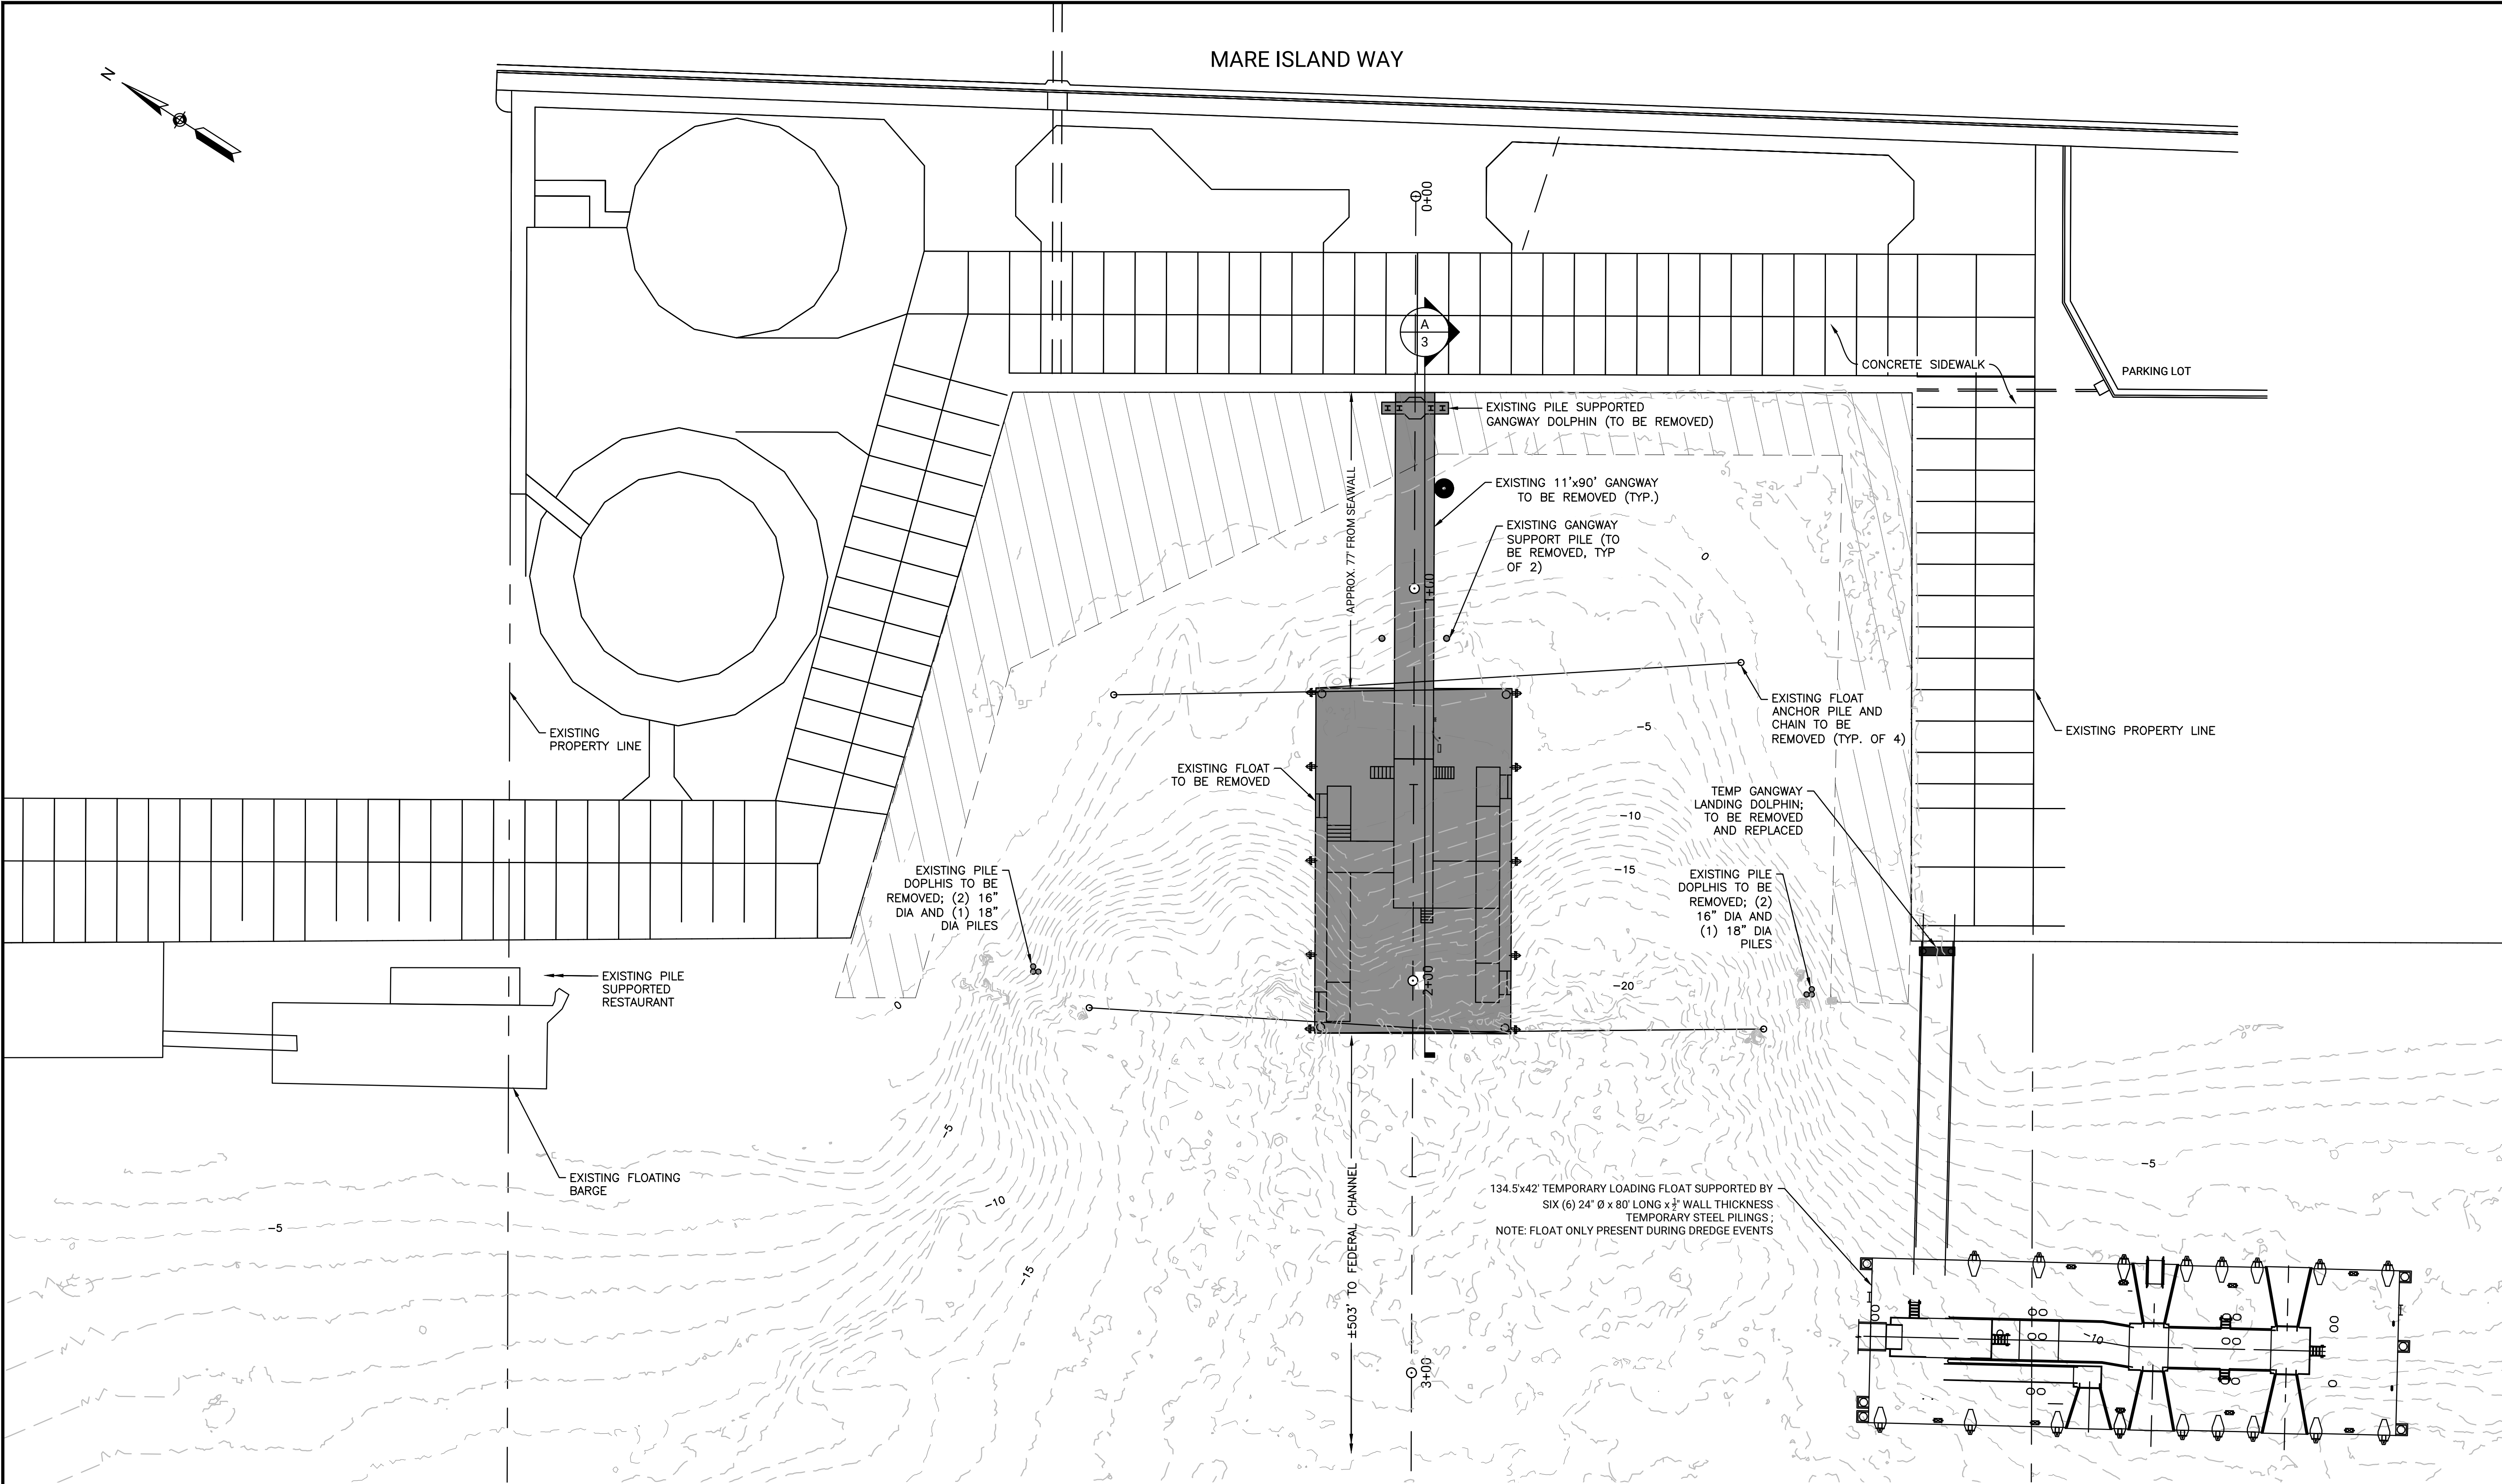 MARE ISLAND WAY
N
0+00
A
3
CONCRETE SIDEWALK
PARKING LOT
EXISTING PILE SUPPORTED
GANGWAY DOLPHIN (TO BE REMOVED)
APPROX. 77' FROM SEAWALL
EXISTING 11'x90' GANGWAY
TO BE REMOVED (TYP.)
EXISTING GANGWAY
SUPPORT PILE (TO
BE REMOVED, TYP
OF 2)
0
1+00
EXISTING FLOAT
ANCHOR PILE AND
CHAIN TO BE
REMOVED (TYP. OF 4)
EXISTING PROPERTY LINE
EXISTING
PROPERTY LINE
-5
EXISTING FLOAT
TO BE REMOVED
TEMP GANGWAY
LANDING DOLPHIN;
TO BE REMOVED
AND REPLACED
-10
-15
EXISTING PILE
DOPLHIS TO BE
REMOVED; (2) 16"
DIA AND (1) 18"
DIA PILES
EXISTING PILE
DOPLHIS TO BE
REMOVED; (2)
16" DIA AND
(1) 18" DIA
PILES
EXISTING PILE
SUPPORTED
RESTAURANT
2+00
-20
0
-5
-5
EXISTING FLOATING
BARGE
-10
±503' TO FEDERAL CHANNEL
134.5'x42' TEMPORARY LOADING FLOAT SUPPORTED BY
SIX (6) 24" Ø x 80' LONG x ½" WALL THICKNESS
TEMPORARY STEEL PILINGS ;
NOTE: FLOAT ONLY PRESENT DURING DREDGE EVENTS
-5
-15
-10
3+00